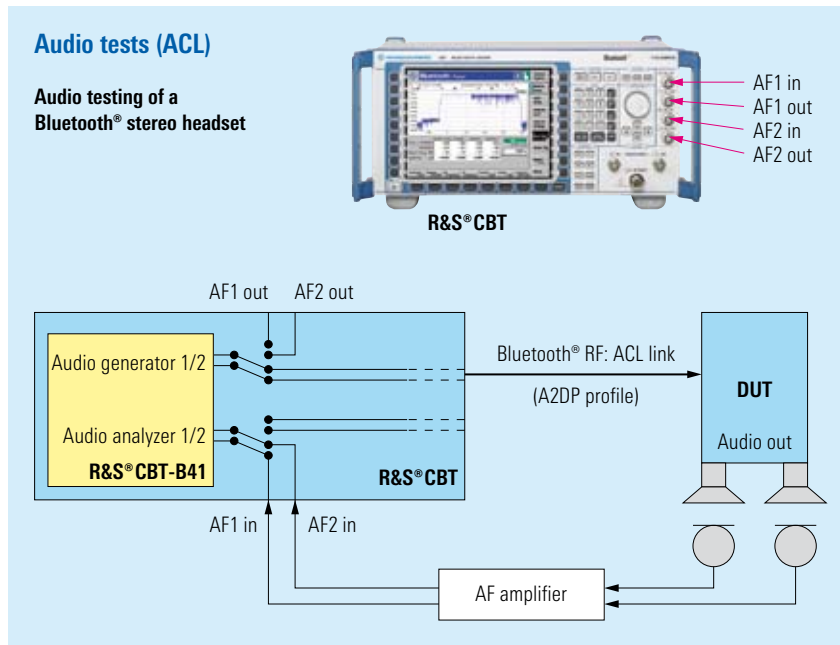 Audio tests (ACL)
Audio testing of a
Bluetooth® stereo headset
AF1 in
AF1 out
AF2 in
AF2 out
R&S®CBT
AF1 out
AF2 out
Audio generator 1/2
Audio analyzer 1/2
R&S®CBT-B41
R&S®CBT
Bluetooth® RF: ACL link
(A2DP profile)
DUT
Audio out
AF1 in
AF2 in
AF amplifier